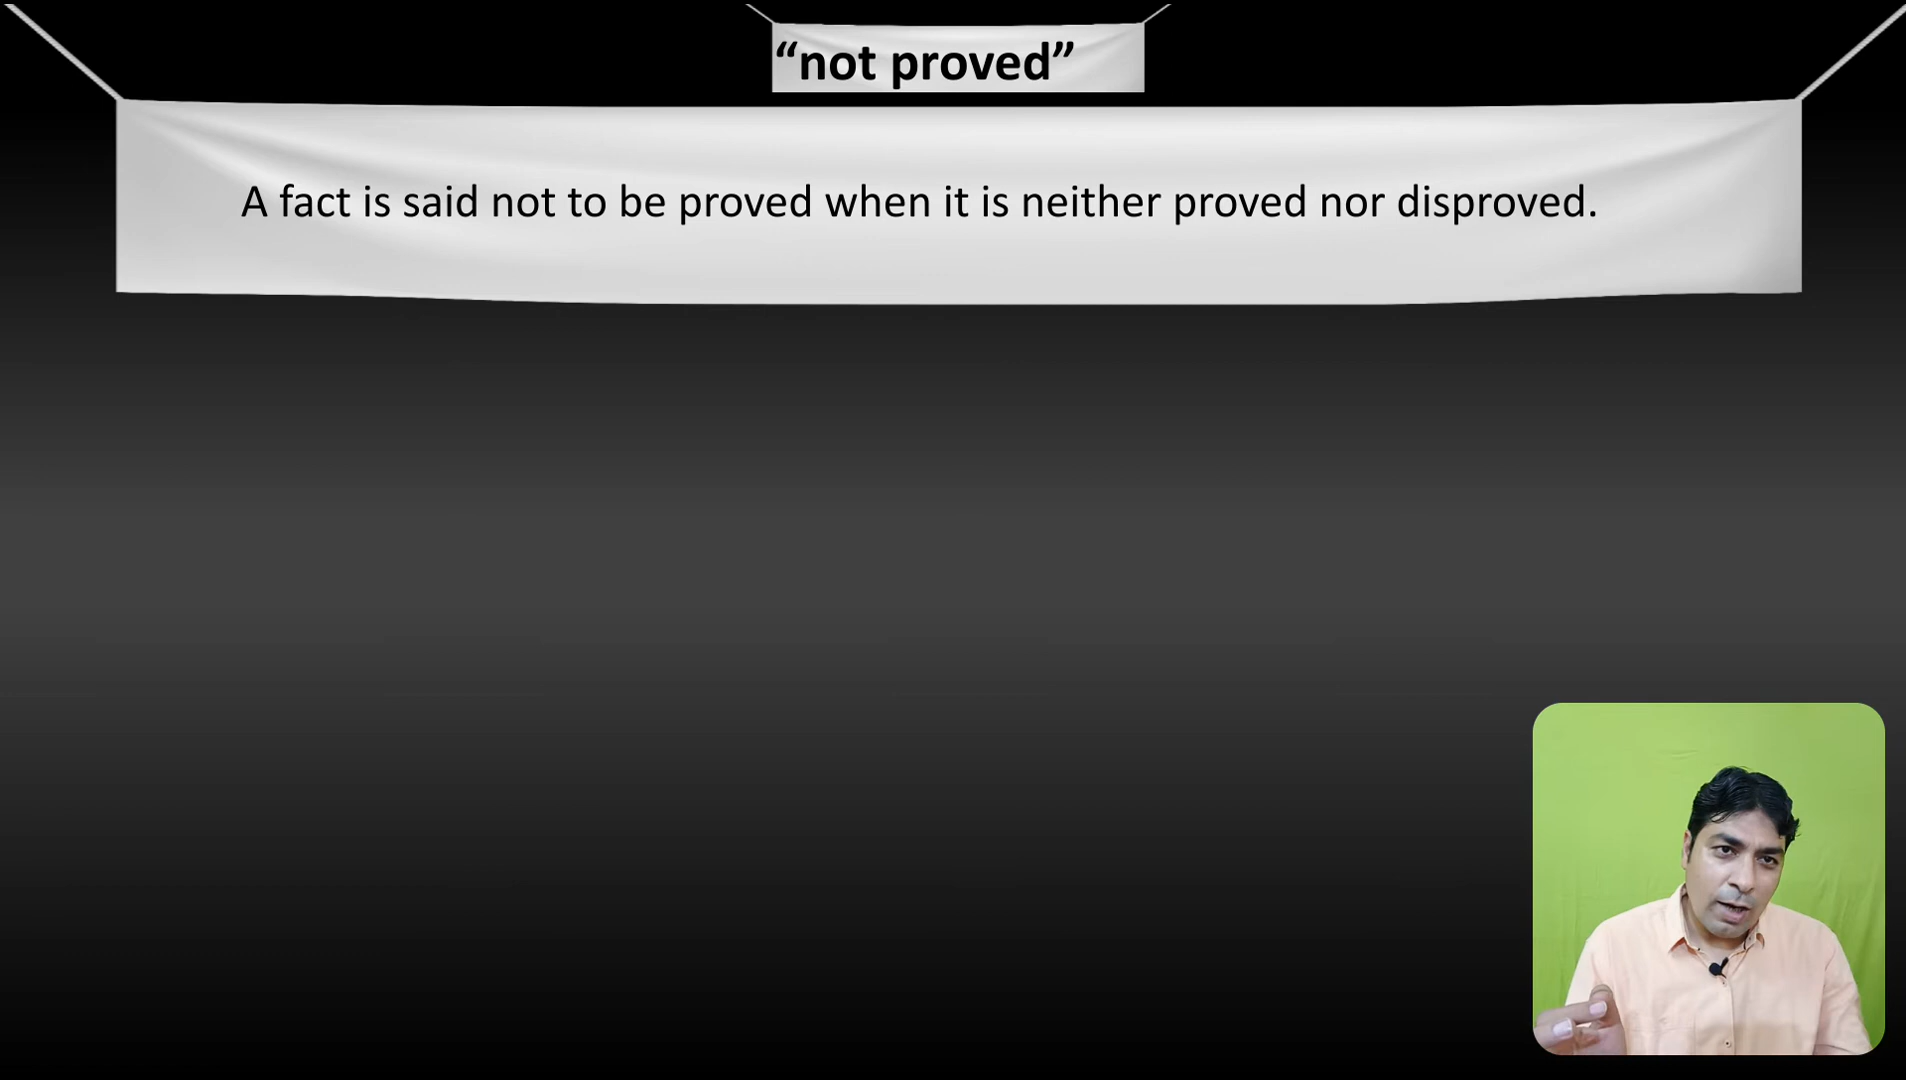 “not proved”
A fact is said not to be proved when it is neither proved nor disproved.